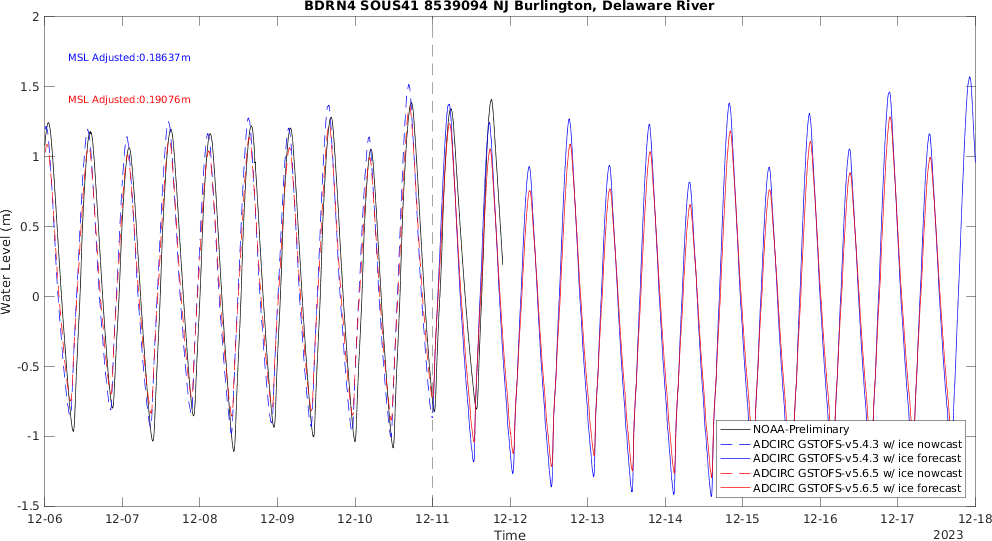 BDRN4 SOUS41 8539094 NJ Burlington, Delaware River
2
1.5
1
0.5
0
-0.5
-1
-1.5
Water Level (m)
MSL Adjusted:0.18637m
MSL Adjusted:0.19076m
NOAA-Preliminary
ADCIRC GSTOFS-v5.4.3 w/ ice nowcast
ADCIRC GSTOFS-v5.4.3 w/ ice forecast
ADCIRC GSTOFS-v5.6.5 w/ ice nowcast
ADCIRC GSTOFS-v5.6.5 w/ ice forecast
12-06 12-07 12-08 12-09 12-10 12-11 12-12 12-13 12-14 12-15 12-16 12-17 12-18
Time
2023